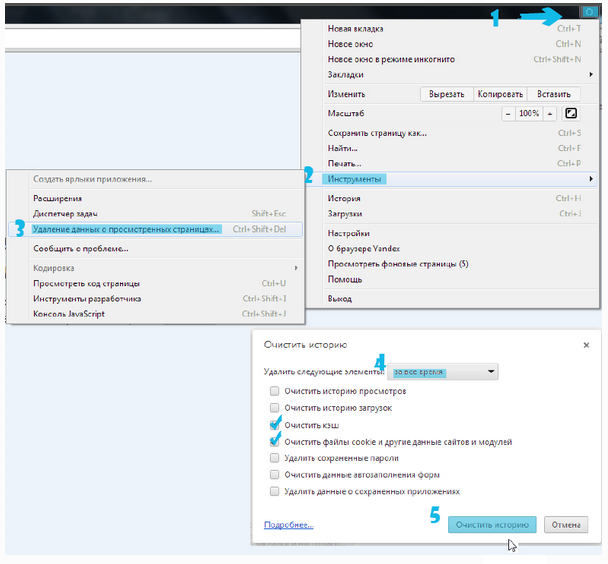 1
Новая вкладка Ctrl+T
Новое окно Ctrl+N
Новое окно в режиме инкогнито Ctrl+Shift+N
Закладки
Изменить Вырезать Копировать Вставить
Масштаб - 100% +
Сохранить страницу как... Ctrl+S
Найти... Ctrl+F
Печать... Ctrl+P
2 Инструменты
История Ctrl+H
Загрузки Ctrl+J
Настройки
О браузере Yandex
Просмотреть фоновые страницы (5)
Помощь
Выход
Создать ярлыки приложения...
Расширения
Диспетчер задач Shift+Esc
3 Удаление данных о просмотренных страницах... Ctrl+Shift+Del
Сообщить о проблеме...
Кодировка
Просмотреть код страницы Ctrl+U
Инструменты разработчика Ctrl+Shift+I
Консоль JavaScript Ctrl+Shift+J
Очистить историю
4
Удалить следующие элементы: за все время
Очистить историю просмотров
Очистить историю загрузок
Очистить кэш
Очистить файлы cookie и другие данные сайтов и модулей
Удалить сохраненные пароли
Очистить данные автозаполнения форм
Удалить данные о сохраненных приложениях
5
Подробнее... Очистить историю Отмена